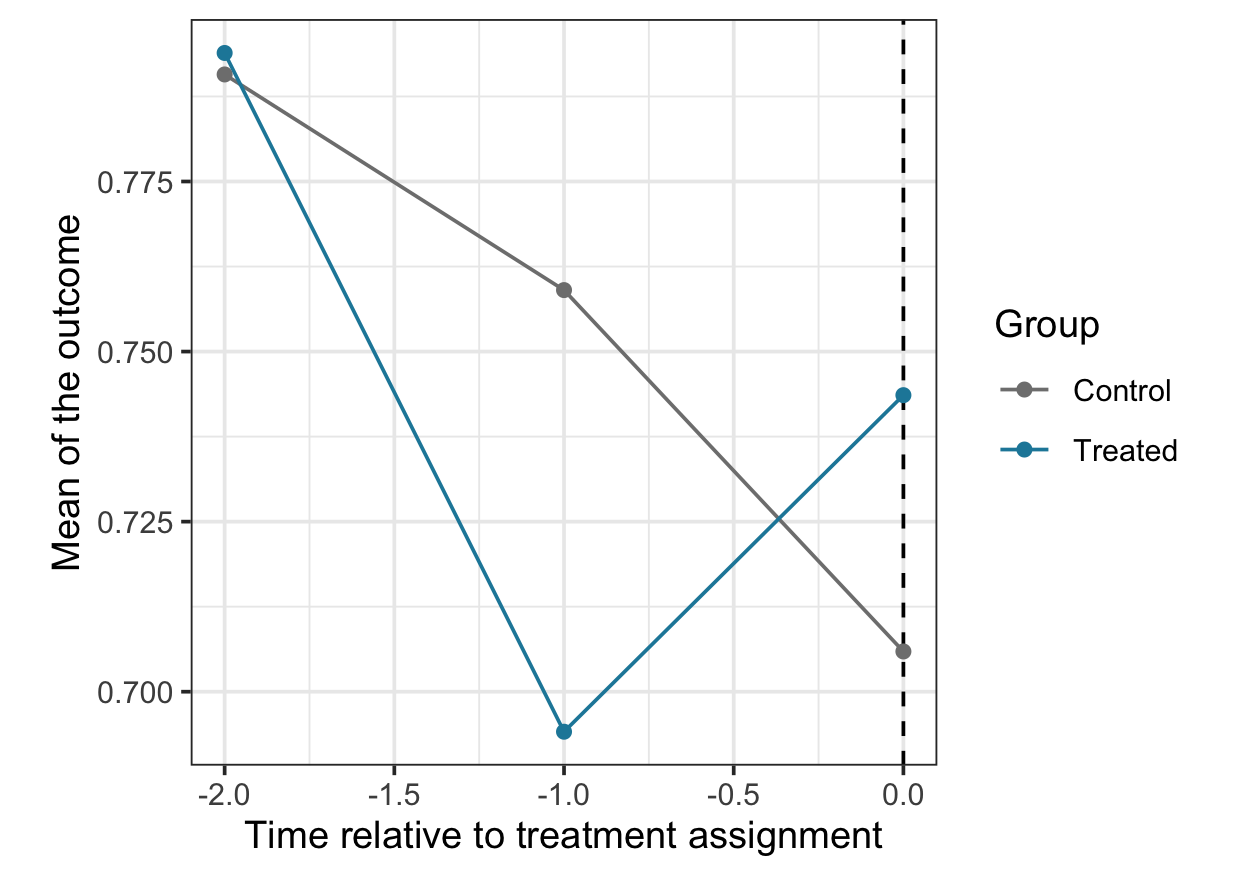 0.775
0.750
0.725
0.700
-2.0
-1.5
-1.0
-0.5
0.0
Time relative to treatment assignment
Mean of the outcome
Group
Control
Treated